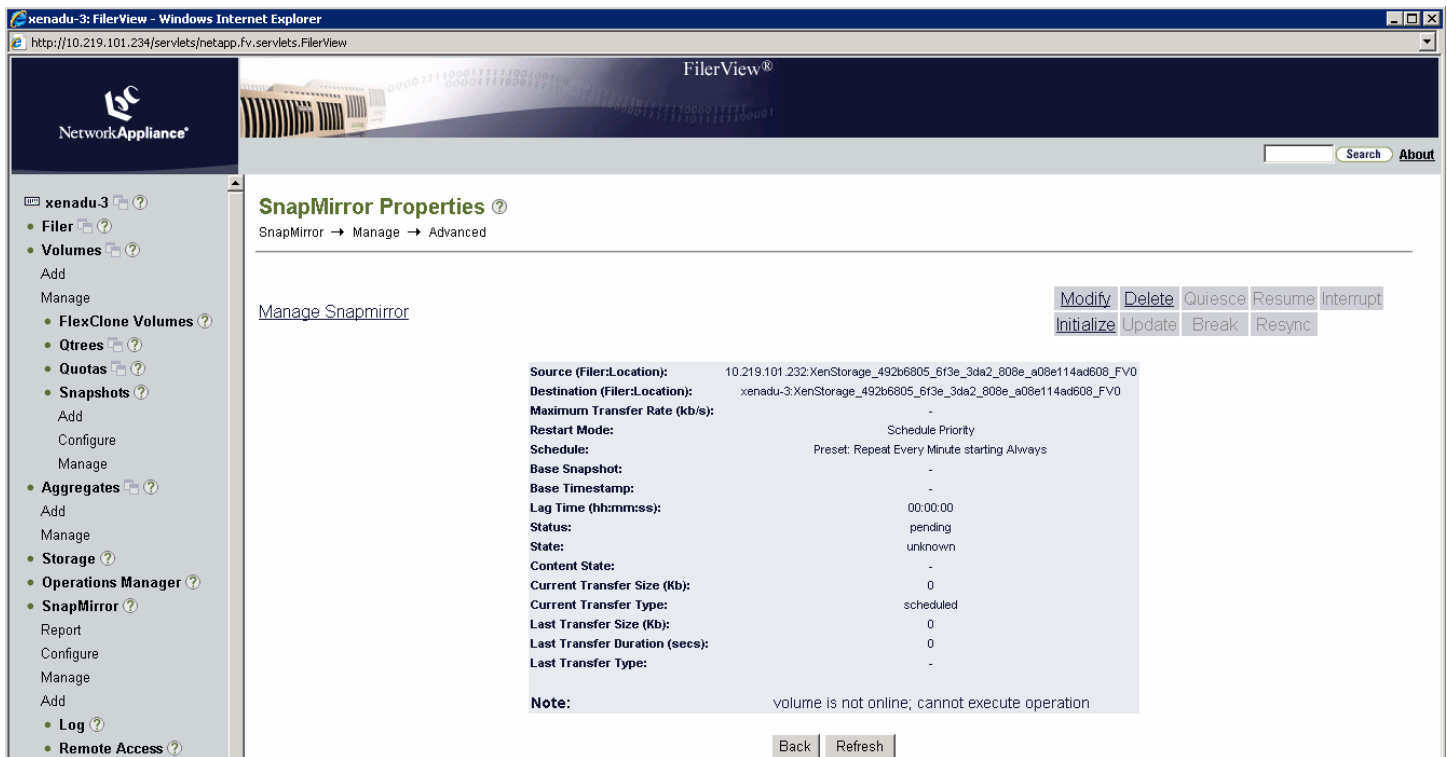 xenadu-3: FilerView - Windows Internet Explorer
http://10.219.101.234/servlets/netapp.fv.servlets.FilerView
FilerView®
NetworkAppliance®
Search About
xenadu-3
Filer
Volumes
Add
Manage
FlexClone Volumes
Qtrees
Quotas
Snapshots
Add
Configure
Manage
Aggregates
Add
Manage
Storage
Operations Manager
SnapMirror
Report
Configure
Manage
Add
Log
Remote Access
SnapMirror Properties
SnapMirror → Manage → Advanced
Manage Snapmirror
Modify Delete Quiesce Resume Interrupt
Initialize Update Break Resync
Source (Filer:Location): 10.219.101.232:XenStorage_492b6805_6f3e_3da2_808e_a08e114ad608_FV0
Destination (Filer:Location): xenadu-3:XenStorage_492b6805_6f3e_3da2_808e_a08e114ad608_FV0
Maximum Transfer Rate (kb/s): -
Restart Mode: Schedule Priority
Schedule: Preset: Repeat Every Minute starting Always
Base Snapshot: -
Base Timestamp: -
Lag Time (hh:mm:ss): 00:00:00
Status: pending
State: unknown
Content State: -
Current Transfer Size (Kb): 0
Current Transfer Type: scheduled
Last Transfer Size (Kb): 0
Last Transfer Duration (secs): 0
Last Transfer Type: -
Note: volume is not online; cannot execute operation
Back Refresh